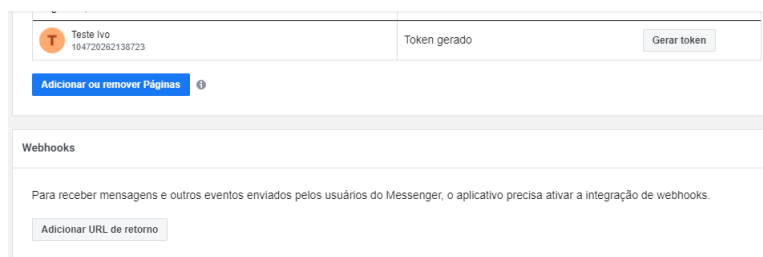 T
Teste Ivo
104720262138723
Token gerado
Gerar token
Adicionar ou remover Páginas
Webhooks
Para receber mensagens e outros eventos enviados pelos usuários do Messenger, o aplicativo precisa ativar a integração de webhooks.
Adicionar URL de retorno